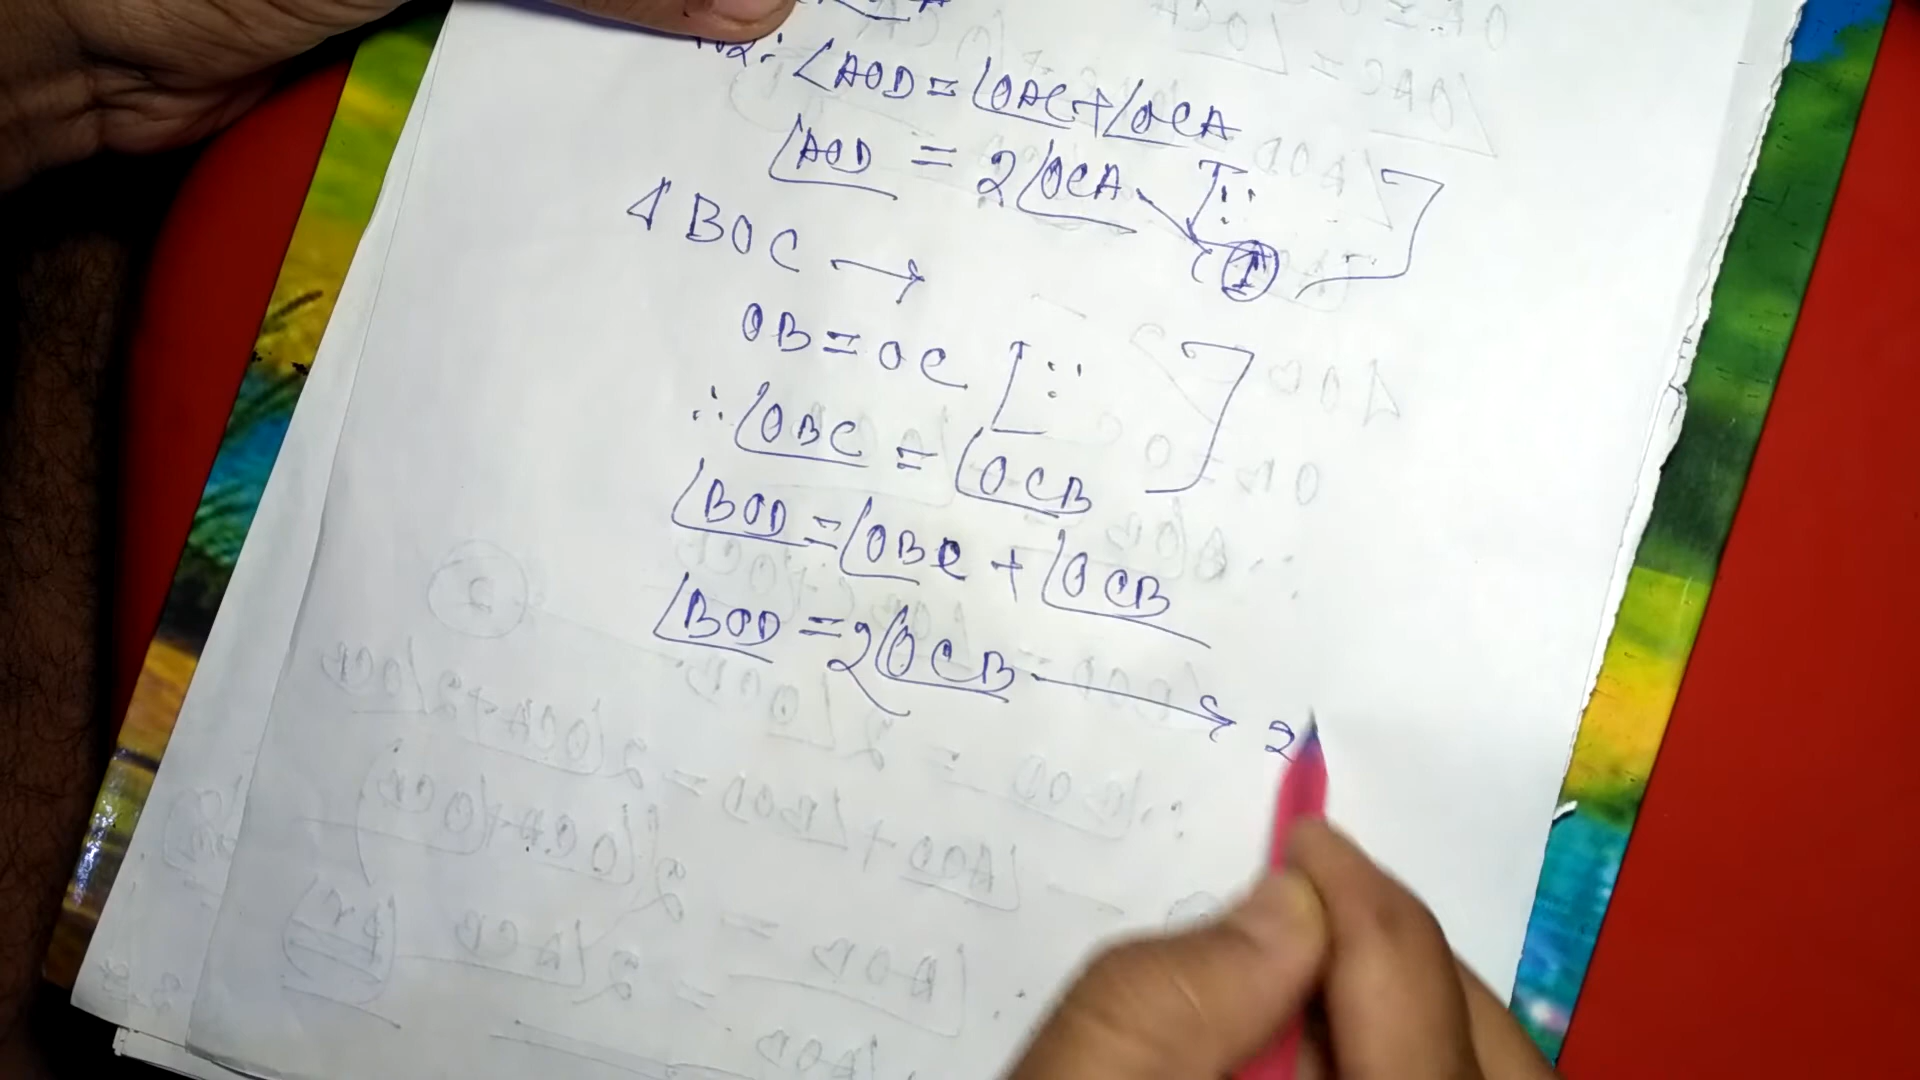 ∴ ∠AOD = ∠OAC + ∠OCA
∠AOD = 2∠OCA → ① [∵ ]
Δ BOC →
OB = OC [∵ ]
∴ ∠OBC = ∠OCB
∠BOD = ∠OBC + ∠OCB
∠BOD = 2∠OCB → 2